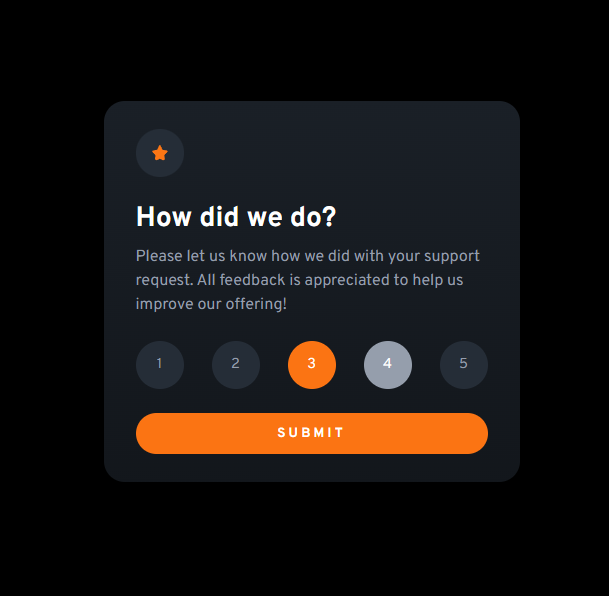 How did we do?
Please let us know how we did with your support
request. All feedback is appreciated to help us
improve our offering!
1 2 3 4 5
SUBMIT